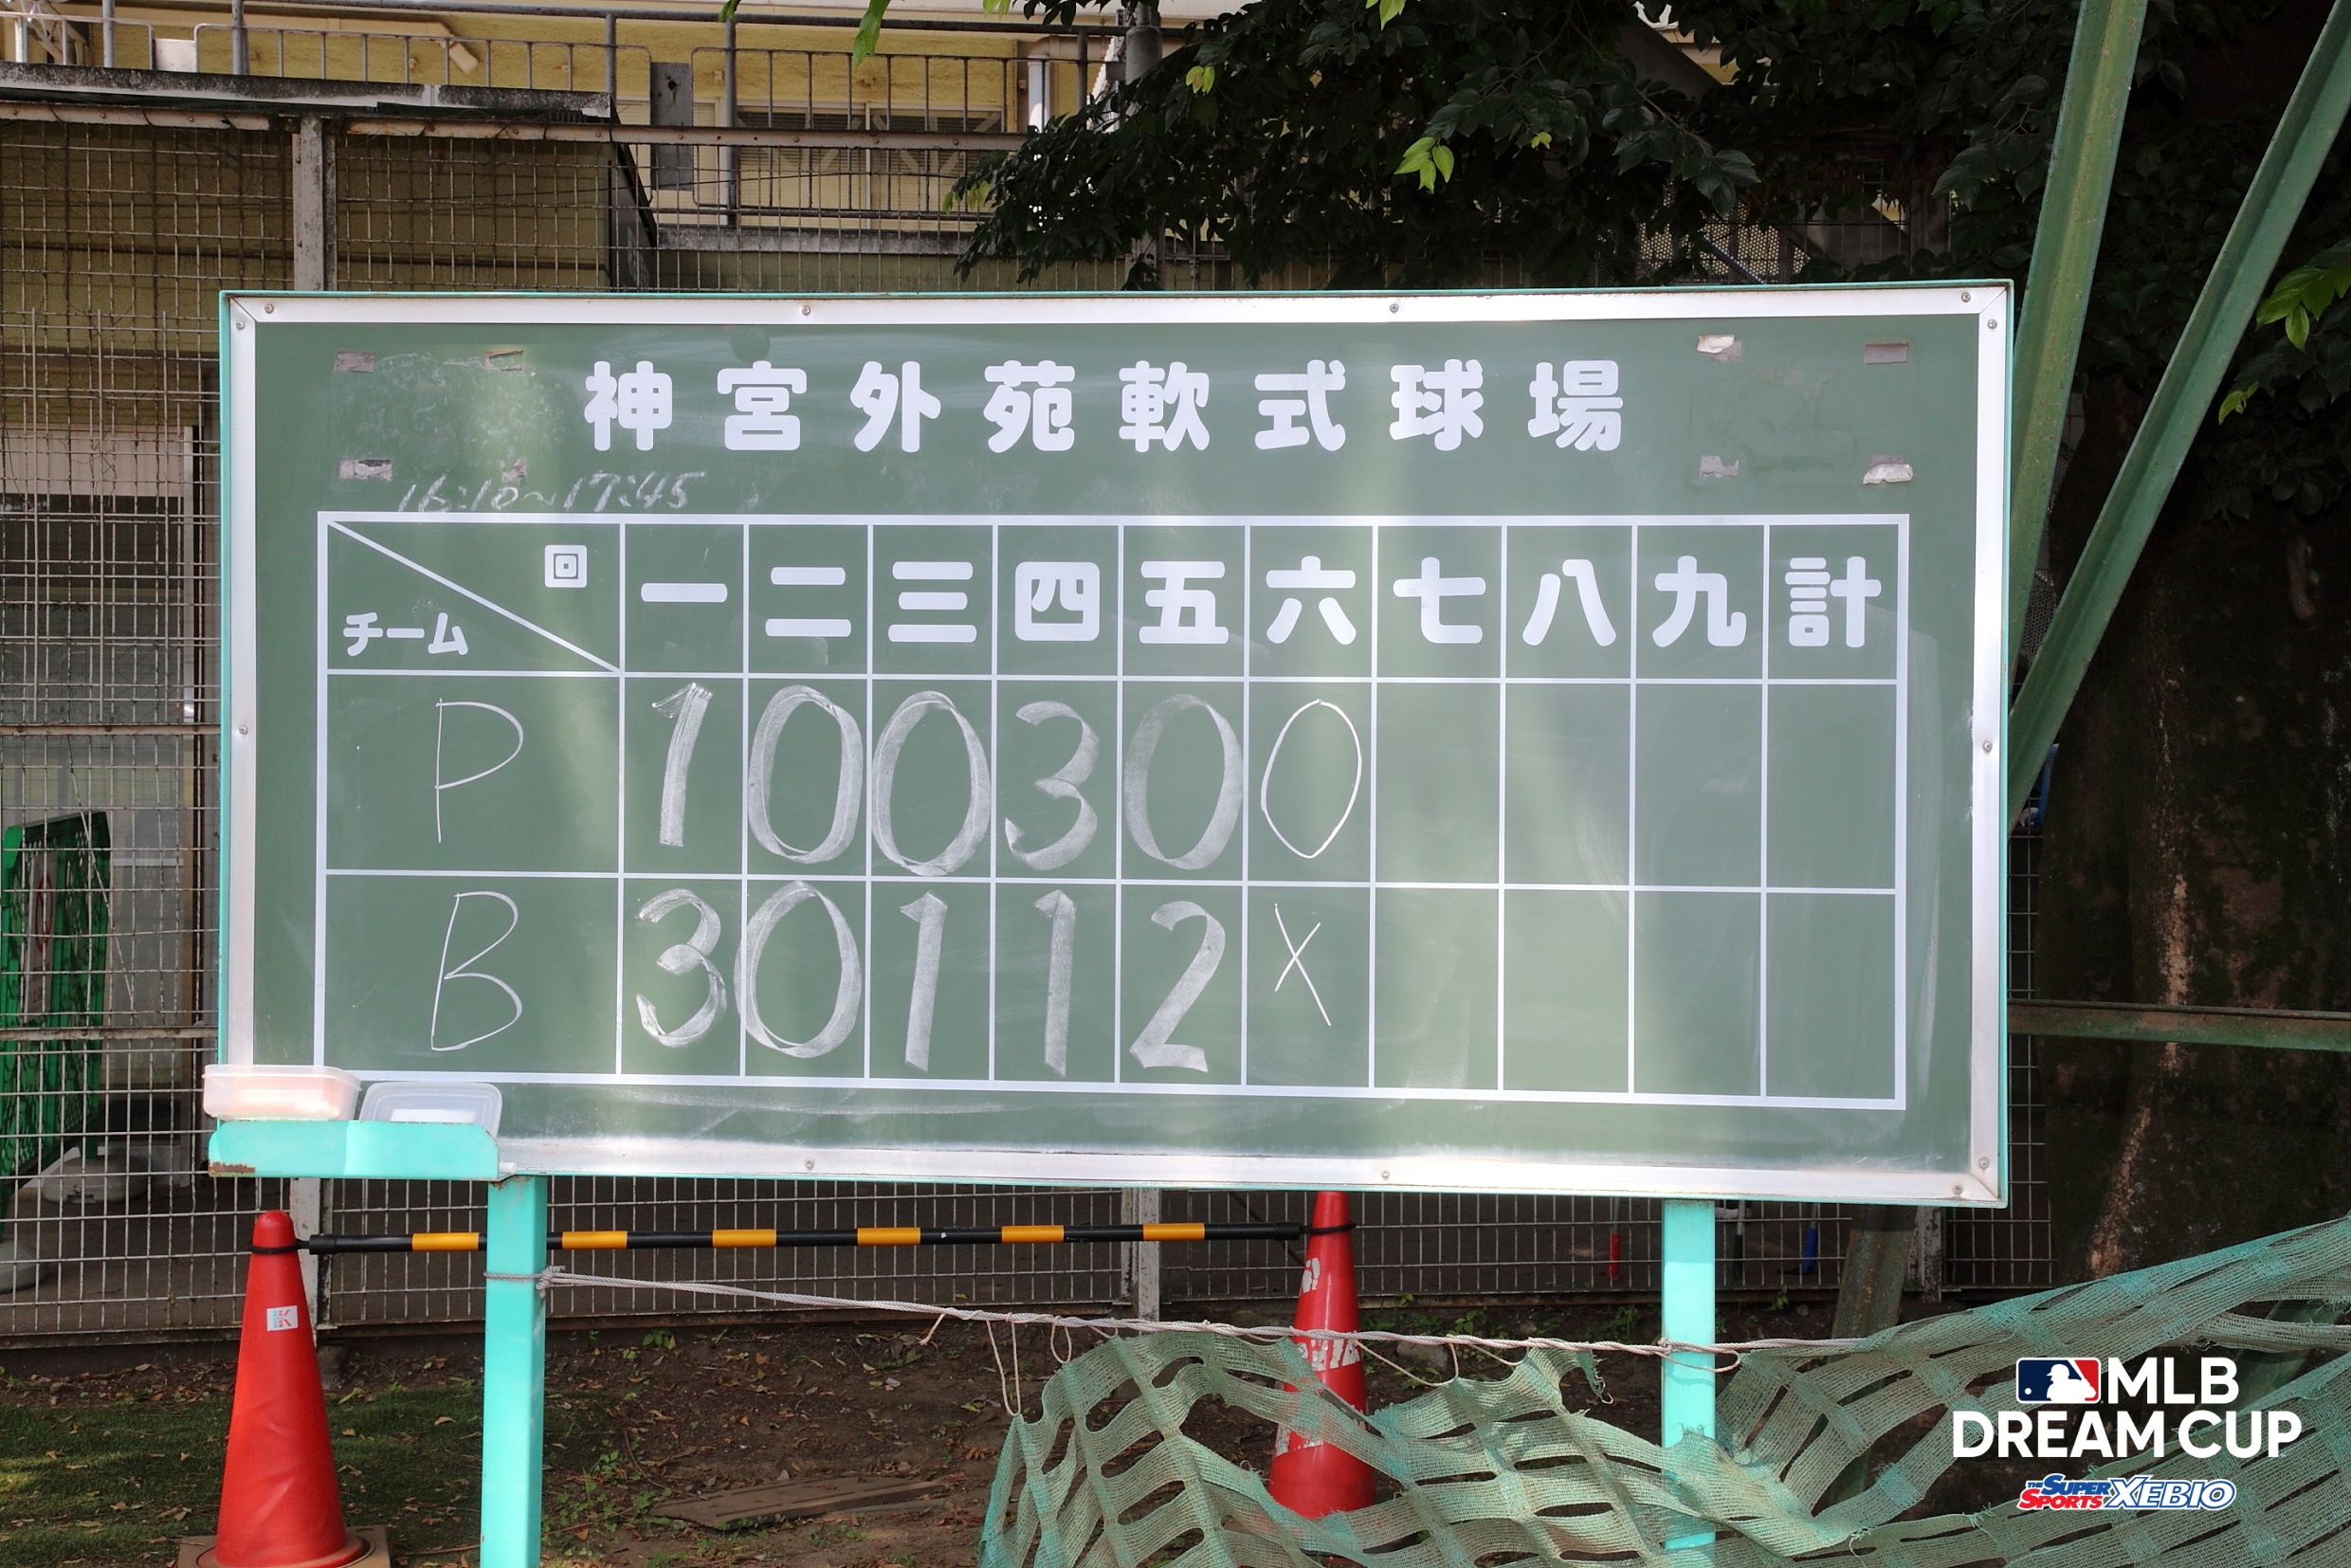 神宮外苑軟式球場
16:10~17:45
回 一 二 三 四 五 六 七 八 九 計
チーム
P 1 0 0 3 0 0
B 3 0 1 1 2 X
MLB
DREAM CUP
THE SUPER SPORTS XEBIO